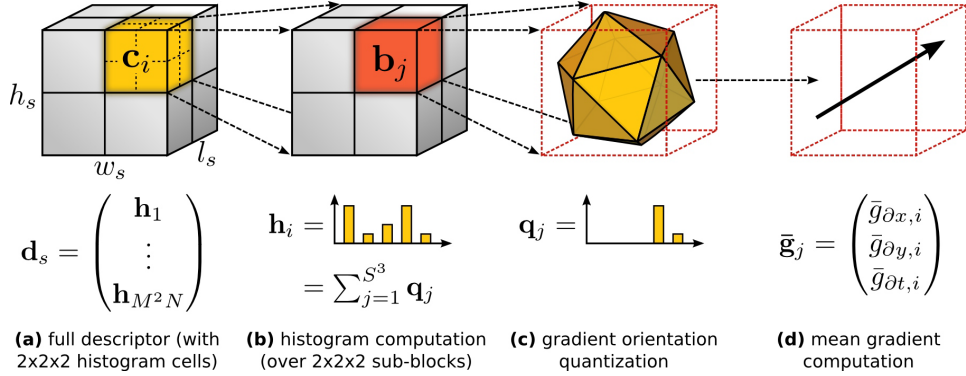 c_i
b_j
h_s
l_s
w_s
d_s = ( h_1 ⋮ h_{M^2N} )
h_i =
= ∑_{j=1}^{S^3} q_j
q_j =
ḡ_j = ( ḡ_{∂x,i} ḡ_{∂y,i} ḡ_{∂t,i} )
(a) full descriptor (with
2x2x2 histogram cells)
(b) histogram computation
(over 2x2x2 sub-blocks)
(c) gradient orientation
quantization
(d) mean gradient
computation